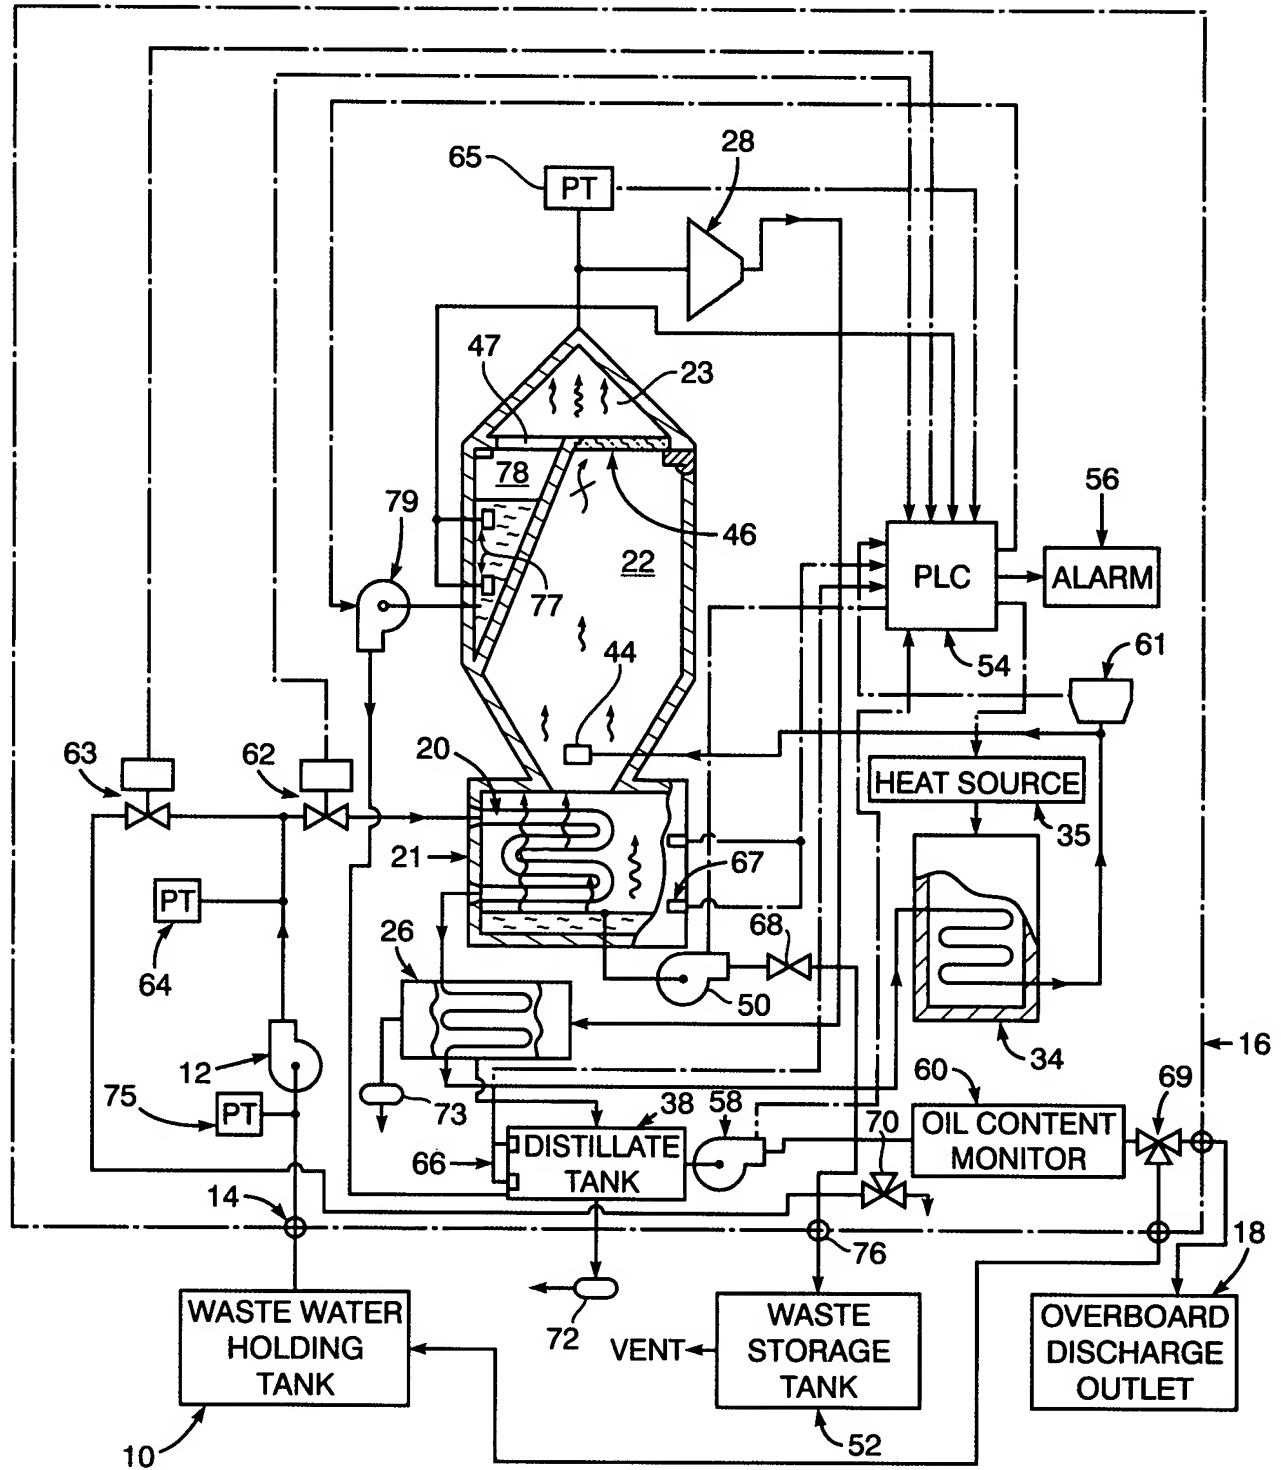 28
65
PT
47
23
78
79
46
22
77
56
PLC
ALARM
54
61
44
63
62
20
HEAT SOURCE
35
21
67
PT
64
26
68
50
34
16
12
75
PT
73
38
58
60
69
70
OIL CONTENT
MONITOR
DISTILLATE
TANK
66
14
76
18
72
WASTE WATER
HOLDING
TANK
10
VENT
WASTE
STORAGE
TANK
52
OVERBOARD
DISCHARGE
OUTLET